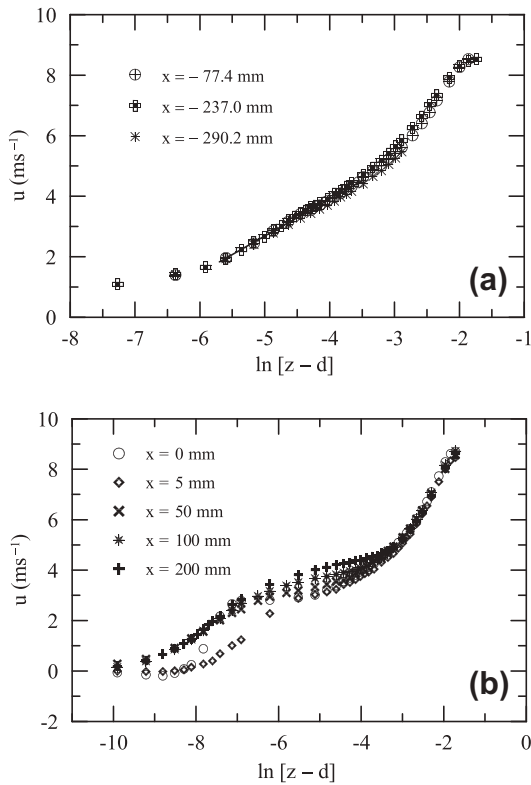 10
8
6
4
2
0
u (ms⁻¹)
x = − 77.4 mm
x = − 237.0 mm
x = − 290.2 mm
(a)
-8 -7 -6 -5 -4 -3 -2 -1
ln [z − d]
10
8
6
4
2
0
-2
u (ms⁻¹)
x = 0 mm
x = 5 mm
x = 50 mm
x = 100 mm
x = 200 mm
(b)
-10 -8 -6 -4 -2 0
ln [z − d]